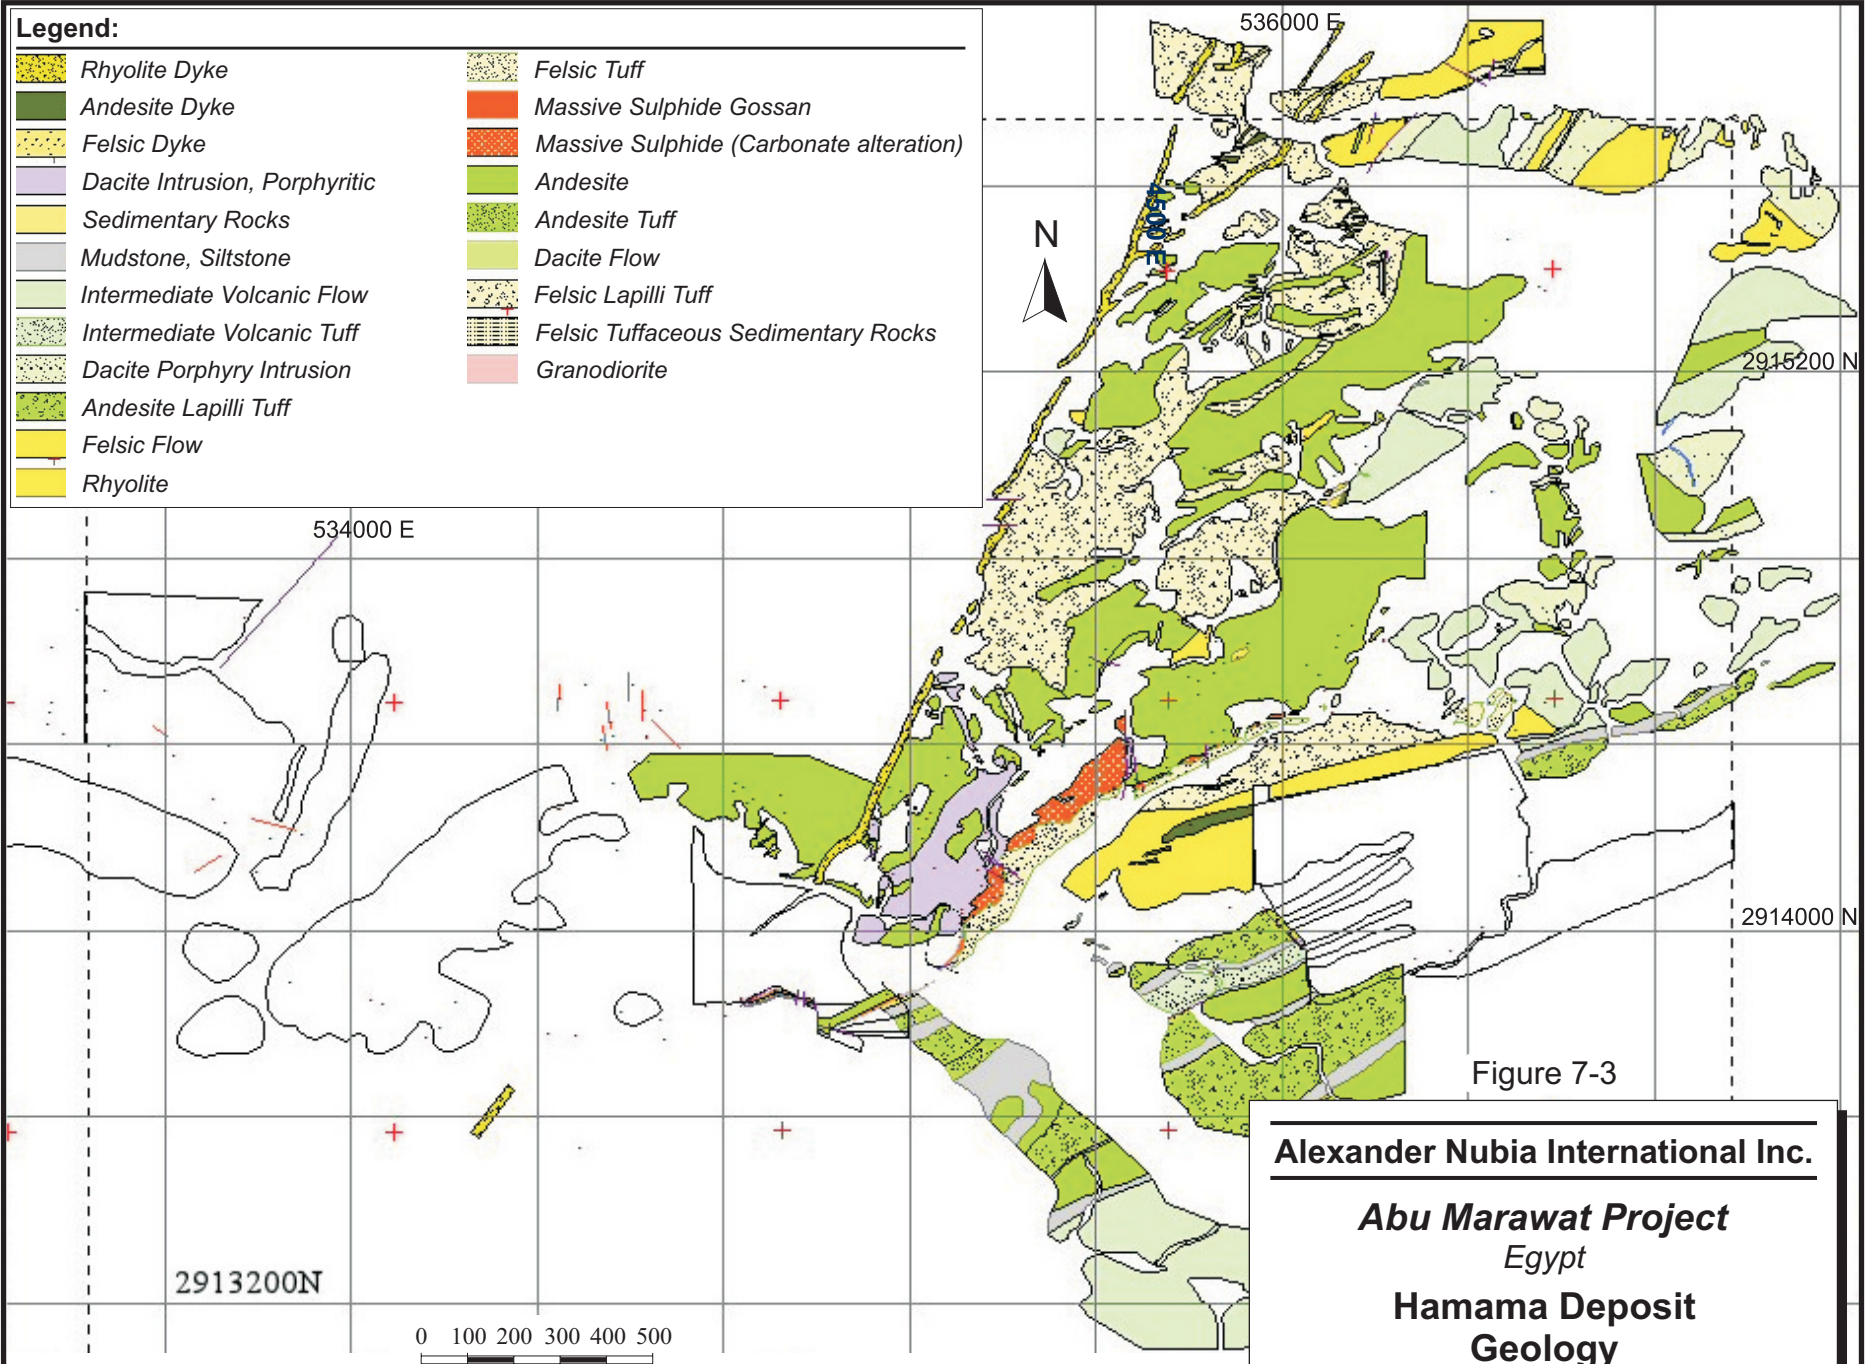 Legend:
Rhyolite Dyke
Andesite Dyke
Felsic Dyke
Dacite Intrusion, Porphyritic
Sedimentary Rocks
Mudstone, Siltstone
Intermediate Volcanic Flow
Intermediate Volcanic Tuff
Dacite Porphyry Intrusion
Andesite Lapilli Tuff
Felsic Flow
Rhyolite
Felsic Tuff
Massive Sulphide Gossan
Massive Sulphide (Carbonate alteration)
Andesite
Andesite Tuff
Dacite Flow
Felsic Lapilli Tuff
Felsic Tuffaceous Sedimentary Rocks
Granodiorite
536000 E
4500 E
N
2915200 N
534000 E
2914000 N
2913200N
0 100 200 300 400 500
Figure 7-3
Alexander Nubia International Inc.
Abu Marawat Project
Egypt
Hamama Deposit
Geology